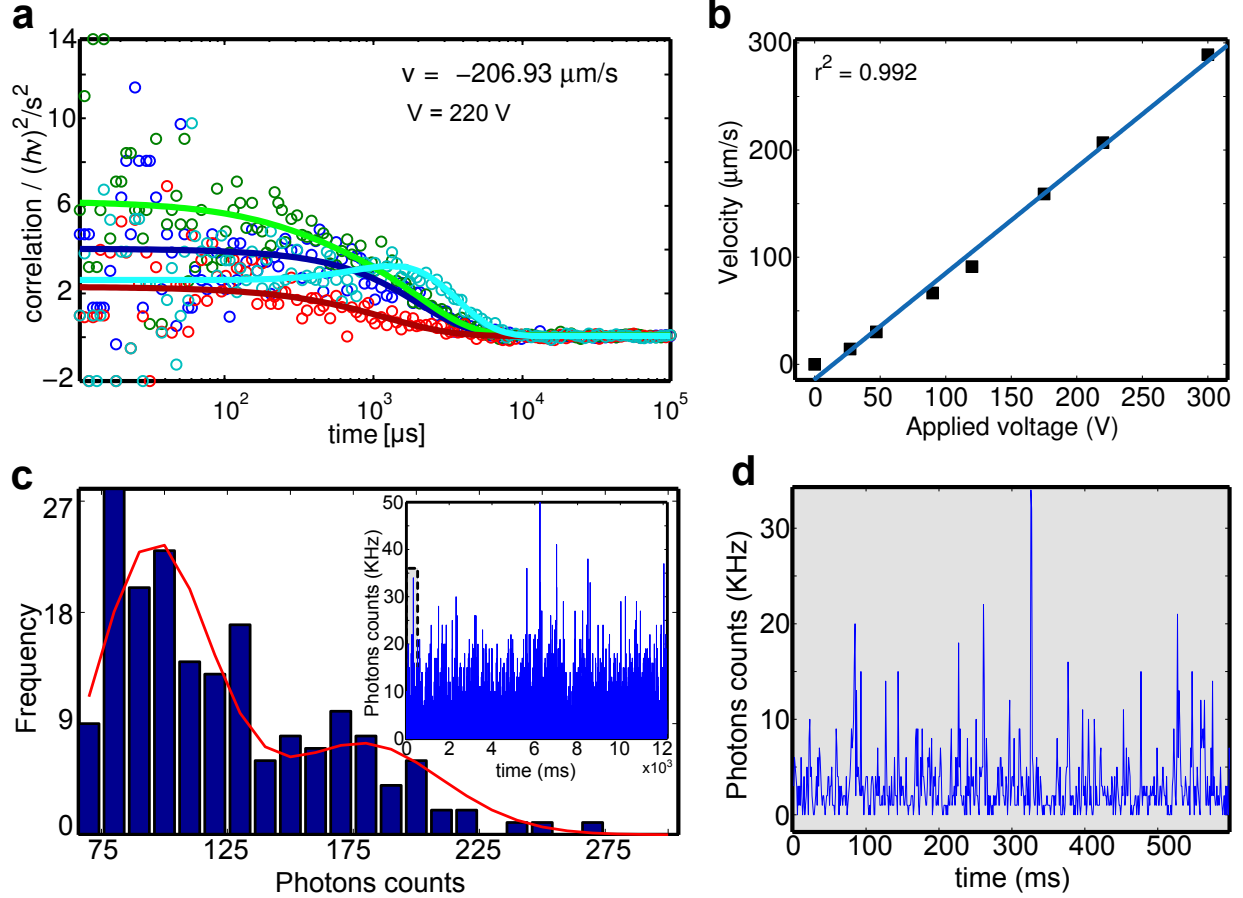 a
14
10
6
2
−2
correlation / (hν)²/s²
v = −206.93 μm/s
V = 220 V
10² 10³ 10⁴ 10⁵
time [μs]
b
300
200
100
0
Velocity (μm/s)
r² = 0.992
0 50 100 150 200 250 300
Applied voltage (V)
c
27
18
9
0
Frequency
75 125 175 225 275
Photons counts
50
40
30
20
10
0
Photons counts (KHz)
0 2 4 6 8 10 12
x10³
time (ms)
d
30
20
10
0
Photons counts (KHz)
0 100 200 300 400 500
time (ms)